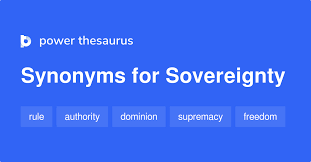 power thesaurus
Synonyms for Sovereignty
rule authority dominion supremacy freedom